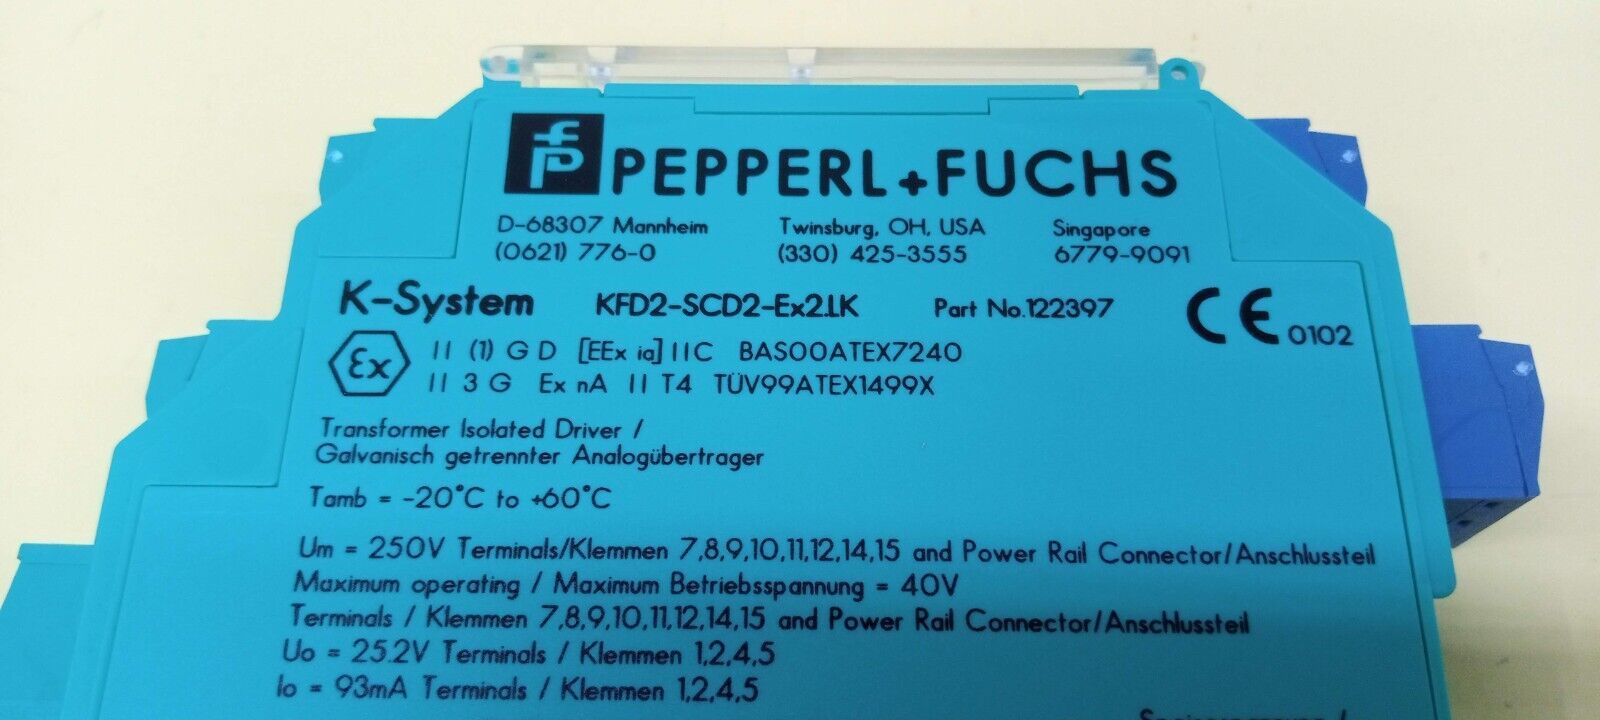 PEPPERL+FUCHS
D-68307 Mannheim Twinsburg, OH, USA Singapore
(0621) 776-0 (330) 425-3555 6779-9091
K-System KFD2-SCD2-Ex2.LK Part No.122397 CE 0102
Ex II (1) G D [EEx ia] IIC BAS00ATEX7240
II 3 G Ex nA II T4 TÜV99ATEX1499X
Transformer Isolated Driver /
Galvanisch getrennter Analogübertrager
Tamb = -20°C to +60°C
Um = 250V Terminals/Klemmen 7,8,9,10,11,12,14,15 and Power Rail Connector/Anschlussteil
Maximum operating / Maximum Betriebsspannung = 40V
Terminals / Klemmen 7,8,9,10,11,12,14,15 and Power Rail Connector/Anschlussteil
Uo = 25.2V Terminals / Klemmen 1,2,4,5
Io = 93mA Terminals / Klemmen 1,2,4,5